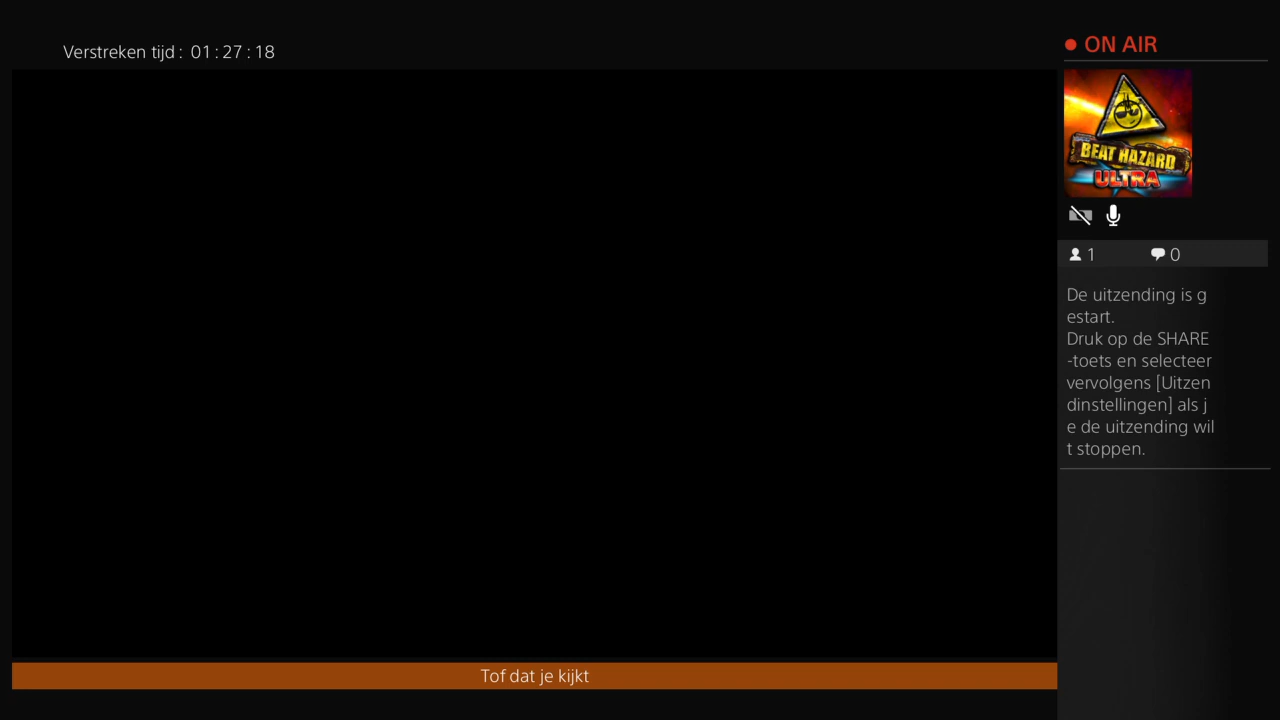 Verstreken tijd : 01 : 27 : 18
ON AIR
BEAT HAZARD
ULTRA
1
0
De uitzending is g
estart.
Druk op de SHARE
-toets en selecteer
vervolgens [Uitzen
dinstellingen] als j
e de uitzending wil
t stoppen.
Tof dat je kijkt